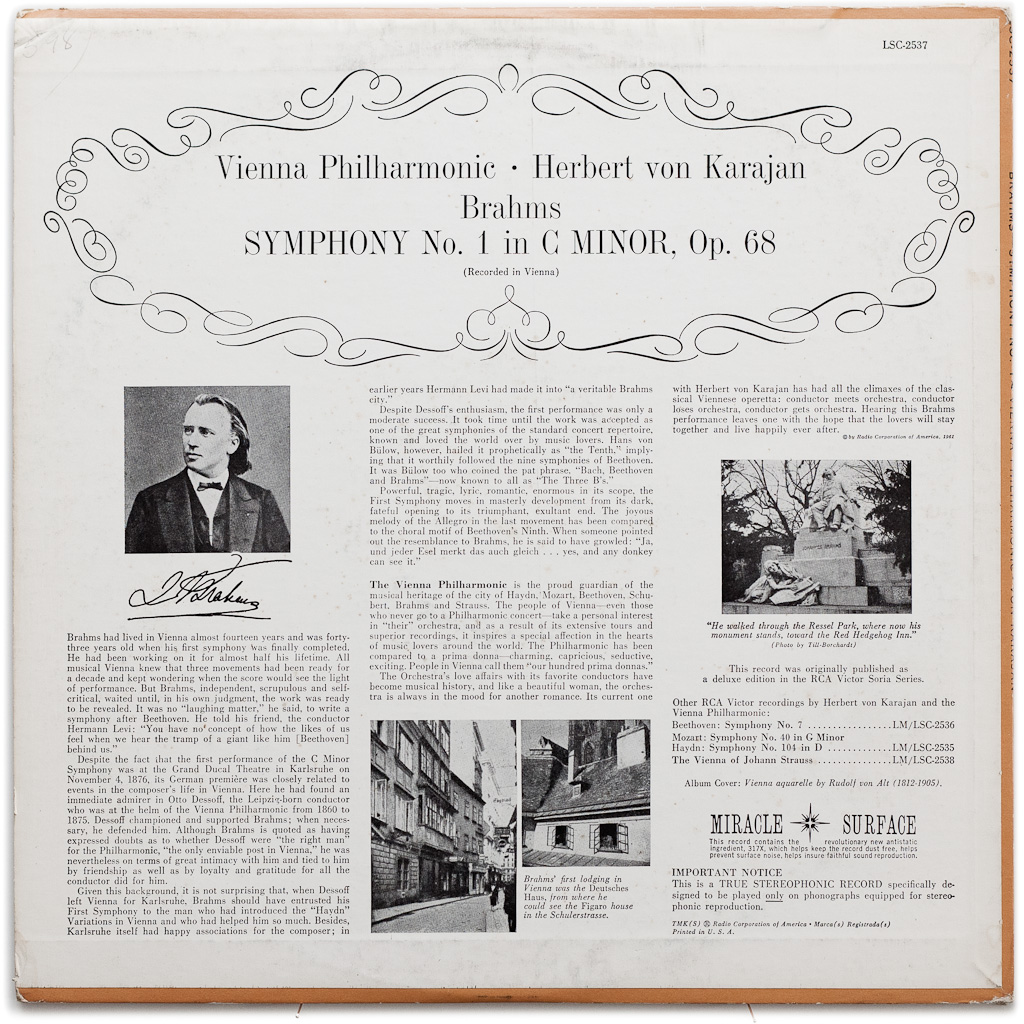 LSC-2537
Vienna Philharmonic • Herbert von Karajan
Brahms
SYMPHONY No. 1 in C MINOR, Op. 68
(Recorded in Vienna)
Brahms had lived in Vienna almost fourteen years and was forty-
three years old when his first symphony was finally completed.
He had been working on it for almost half his lifetime. All
musical Vienna knew that three movements had been ready for
a decade and kept wondering when the score would see the light
of performance. But Brahms, independent, scrupulous and self-
critical, waited until, in his own judgment, the work was ready
to be revealed. It was no "laughing matter," he said, to write a
symphony after Beethoven. He told his friend, the conductor
Hermann Levi: "You have no concept of how the likes of us
feel when we hear the tramp of a giant like him [Beethoven]
behind us."
Despite the fact that the first performance of the C Minor
Symphony was at the Grand Ducal Theatre in Karlsruhe on
November 4, 1876, its German première was closely related to
events in the composer's life in Vienna. Here he had found an
immediate admirer in Otto Dessoff, the Leipzig-born conductor
who was at the helm of the Vienna Philharmonic from 1860 to
1875. Dessoff championed and supported Brahms; when neces-
sary, he defended him. Although Brahms is quoted as having
expressed doubts as to whether Dessoff were "the right man"
for the Philharmonic, "the only enviable post in Vienna," he was
nevertheless on terms of great intimacy with him and tied to him
by friendship as well as by loyalty and gratitude for all the
conductor did for him.
Given this background, it is not surprising that, when Dessoff
left Vienna for Karlsruhe, Brahms should have entrusted his
First Symphony to the man who had introduced the "Haydn"
Variations in Vienna and who had helped him so much. Besides,
Karlsruhe itself had happy associations for the composer; in
earlier years Hermann Levi had made it into "a veritable Brahms
city."
Despite Dessoff's enthusiasm, the first performance was only a
moderate success. It took time until the work was accepted as
one of the great symphonies of the standard concert repertoire,
known and loved the world over by music lovers. Hans von
Bülow, however, hailed it prophetically as "the Tenth," imply-
ing that it worthily followed the nine symphonies of Beethoven.
It was Bülow too who coined the pat phrase, "Bach, Beethoven
and Brahms"—now known to all as "The Three B's."
Powerful, tragic, lyric, romantic, enormous in its scope, the
First Symphony moves in masterly development from its dark,
fateful opening to its triumphant, exultant end. The joyous
melody of the Allegro in the last movement has been compared
to the choral motif of Beethoven's Ninth. When someone pointed
out the resemblance to Brahms, he is said to have growled: "Ja,
und jeder Esel merkt das auch gleich . . . yes, and any donkey
can see it."
The Vienna Philharmonic is the proud guardian of the
musical heritage of the city of Haydn, Mozart, Beethoven, Schu-
bert, Brahms and Strauss. The people of Vienna—even those
who never go to a Philharmonic concert—take a personal interest
in "their" orchestra, and as a result of its extensive tours and
superior recordings, it inspires a special affection in the hearts
of music lovers around the world. The Philharmonic has been
compared to a prima donna—charming, capricious, seductive,
exciting. People in Vienna call them "our hundred prima donnas."
The Orchestra's love affairs with its favorite conductors have
become musical history, and like a beautiful woman, the orches-
tra is always in the mood for another romance. Its current one
Brahms' first lodging in
Vienna was the Deutsches
Haus, from where he
could see the Figaro house
in the Schulerstrasse.
with Herbert von Karajan has had all the climaxes of the clas-
sical Viennese operetta: conductor meets orchestra, conductor
loses orchestra, conductor gets orchestra. Hearing this Brahms
performance leaves one with the hope that the lovers will stay
together and live happily ever after.
© by Radio Corporation of America, 1961
"He walked through the Ressel Park, where now his
monument stands, toward the Red Hedgehog Inn."
(Photo by Till-Borchardt)
This record was originally published as
a deluxe edition in the RCA Victor Soria Series.
Other RCA Victor recordings by Herbert von Karajan and the
Vienna Philharmonic:
Beethoven: Symphony No. 7 . . . . . . . . . . . . . . . . .LM/LSC-2536
Mozart: Symphony No. 40 in G Minor
Haydn: Symphony No. 104 in D . . . . . . . . . . . . .LM/LSC-2535
The Vienna of Johann Strauss . . . . . . . . . . . . . . .LM/LSC-2538
Album Cover: Vienna aquarelle by Rudolf von Alt (1812-1905).
MIRACLE SURFACE
This record contains the revolutionary new antistatic
ingredient, 317X, which helps keep the record dust free, helps
prevent surface noise, helps insure faithful sound reproduction.
IMPORTANT NOTICE
This is a TRUE STEREOPHONIC RECORD specifically de-
signed to be played only on phonographs equipped for stereo-
phonic reproduction.
TMK(S) ® Radio Corporation of America • Marca(s) Registrada(s)
Printed in U. S. A.